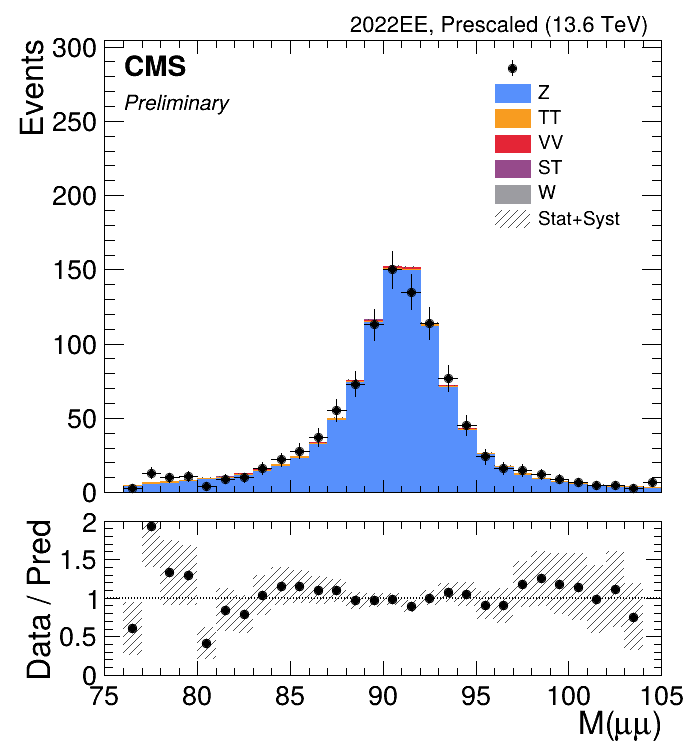 2022EE, Prescaled (13.6 TeV)
CMS
Preliminary
Events
300
250
200
150
100
50
0
Z
TT
VV
ST
W
Stat+Syst
Data / Pred
2
1.5
1
0.5
0
75 80 85 90 95 100 105
M(μμ)